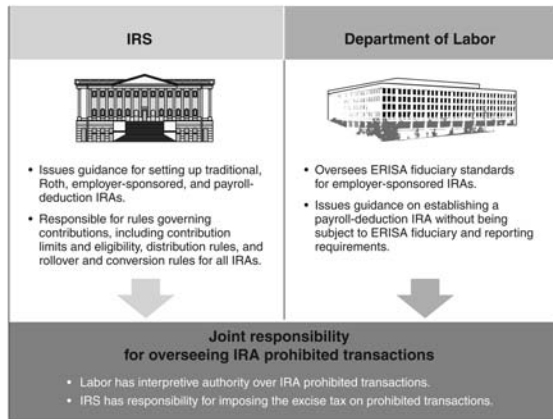 IRS
• Issues guidance for setting up traditional,
Roth, employer-sponsored, and payroll-
deduction IRAs.
• Responsible for rules governing
contributions, including contribution
limits and eligibility, distribution rules, and
rollover and conversion rules for all IRAs.
Department of Labor
• Oversees ERISA fiduciary standards
for employer-sponsored IRAs.
• Issues guidance on establishing a
payroll-deduction IRA without being
subject to ERISA fiduciary and reporting
requirements.
Joint responsibility
for overseeing IRA prohibited transactions
• Labor has interpretive authority over IRA prohibited transactions.
• IRS has responsibility for imposing the excise tax on prohibited transactions.